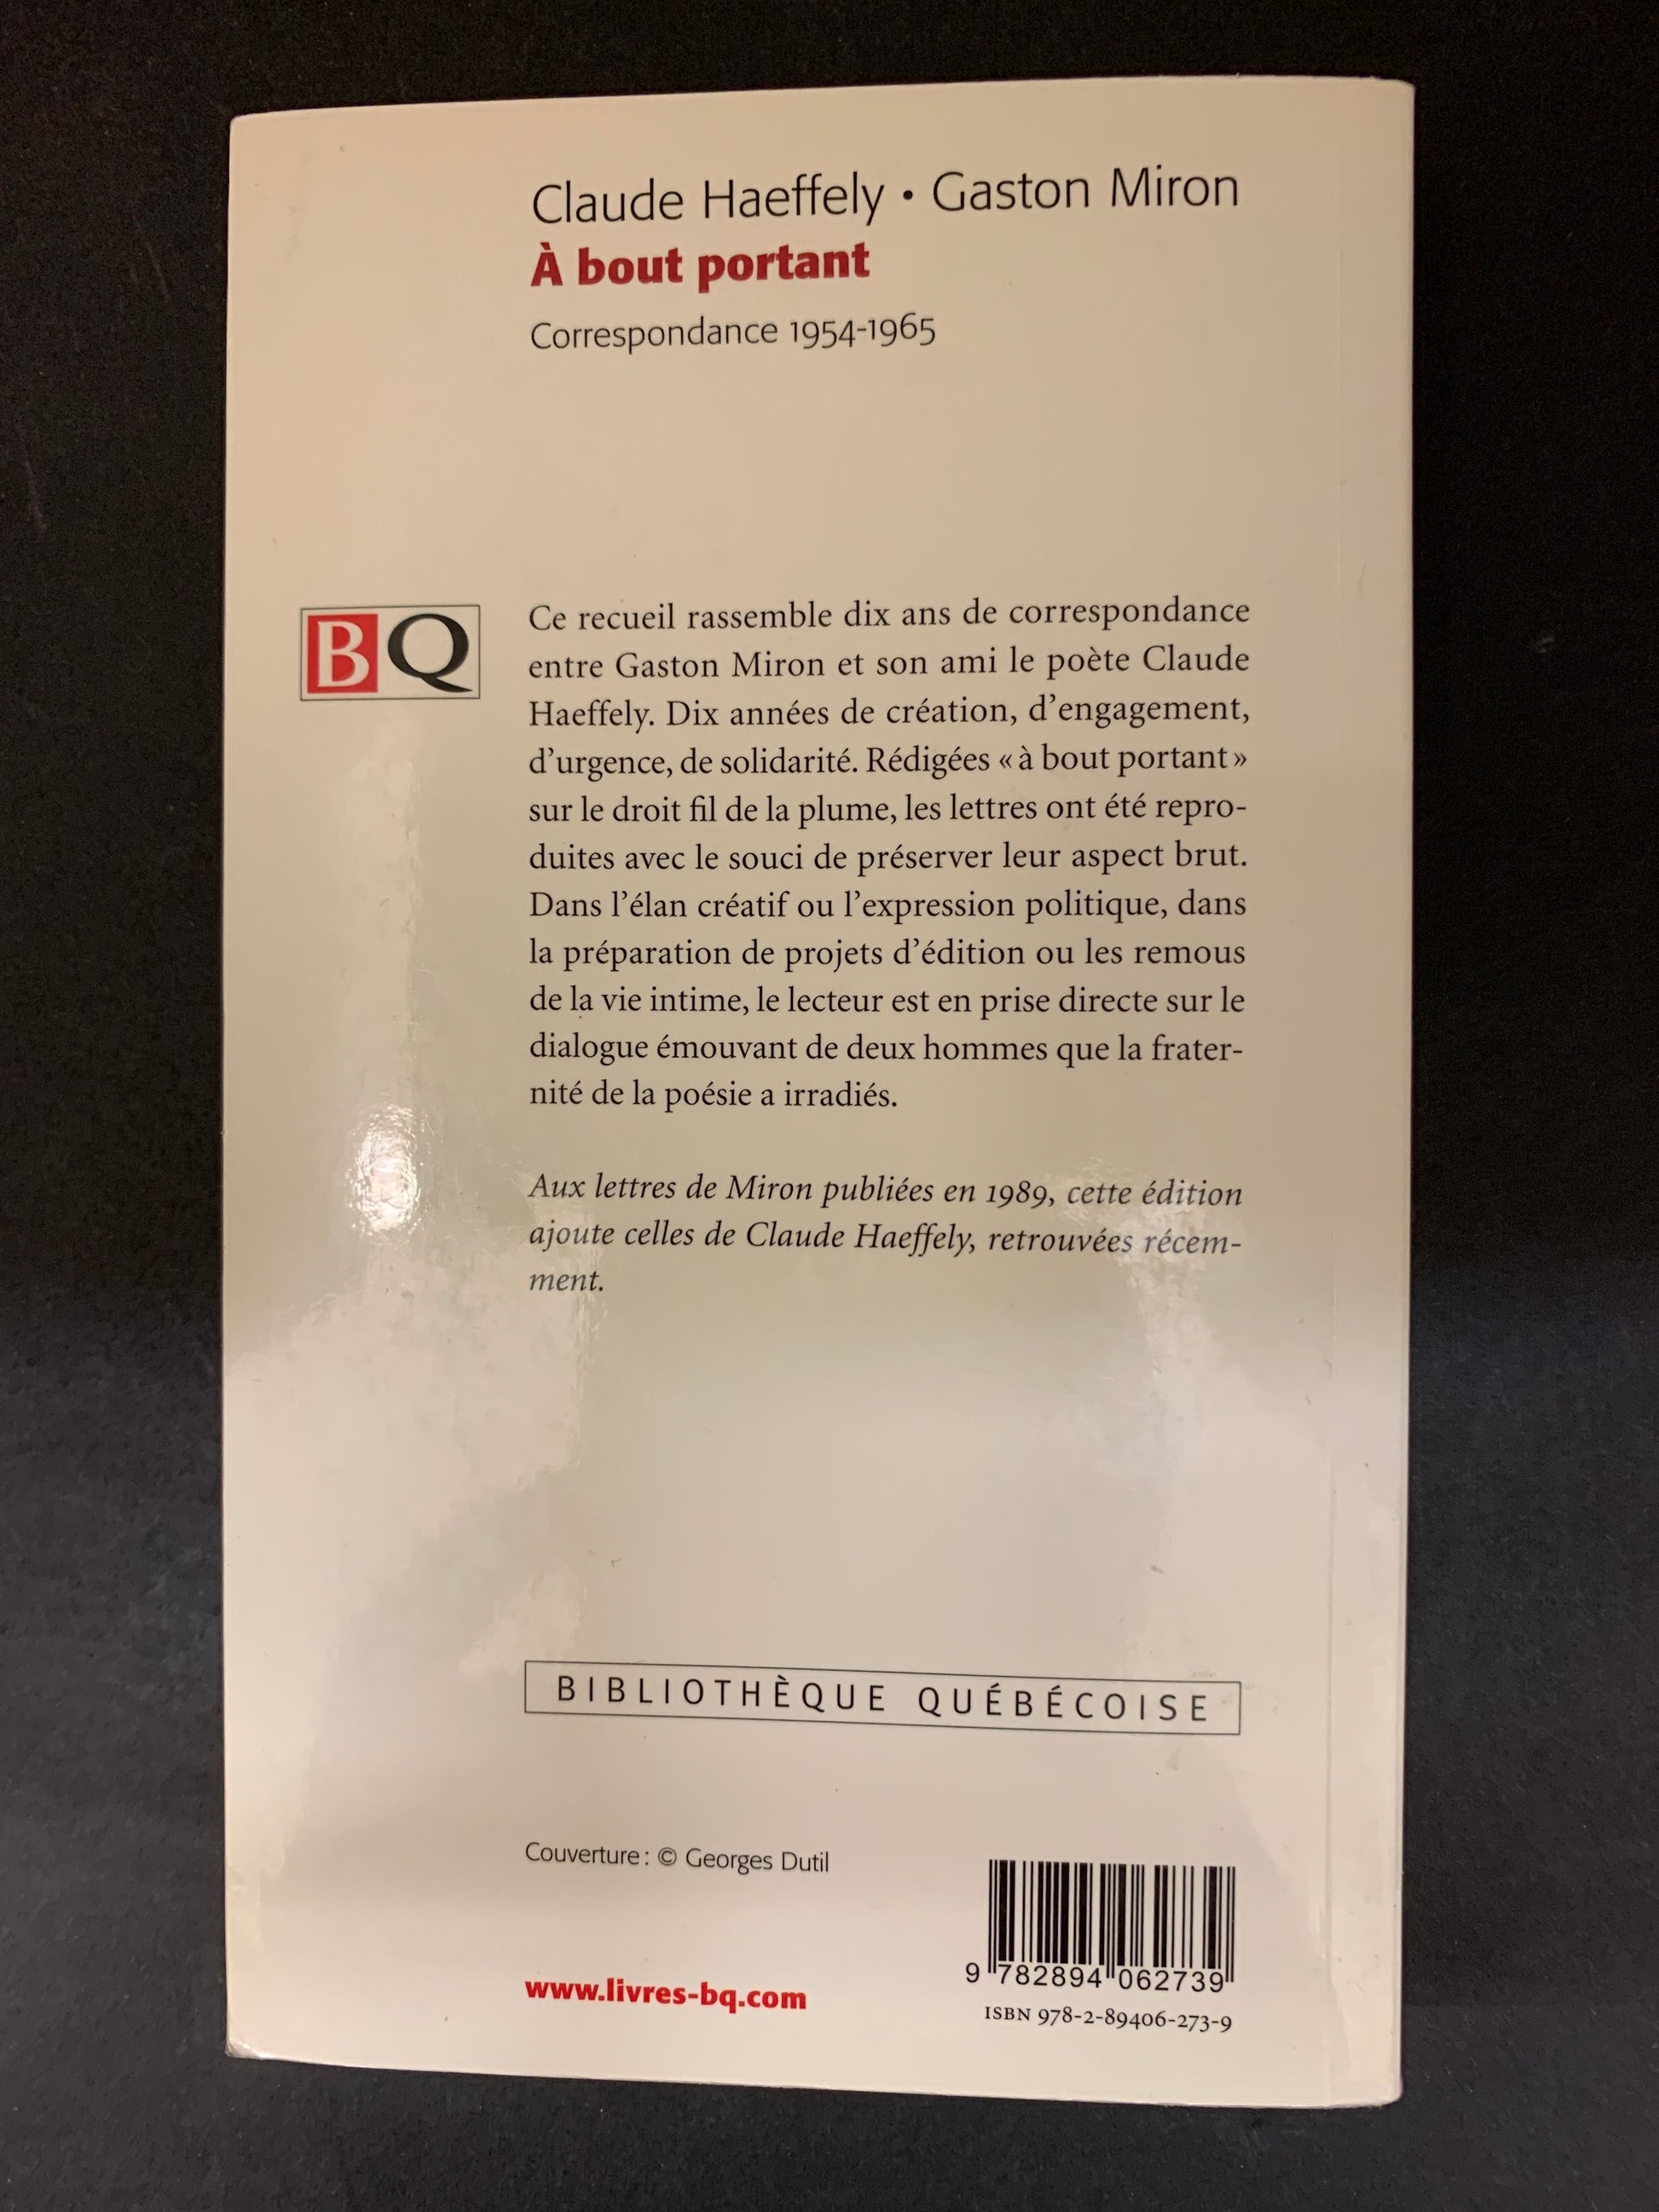 Claude Haeffely • Gaston Miron
À bout portant
Correspondance 1954-1965
BQ
Ce recueil rassemble dix ans de correspondance
entre Gaston Miron et son ami le poète Claude
Haeffely. Dix années de création, d'engagement,
d'urgence, de solidarité. Rédigées « à bout portant »
sur le droit fil de la plume, les lettres ont été repro-
duites avec le souci de préserver leur aspect brut.
Dans l'élan créatif ou l'expression politique, dans
la préparation de projets d'édition ou les remous
de la vie intime, le lecteur est en prise directe sur le
dialogue émouvant de deux hommes que la frater-
nité de la poésie a irradiés.
Aux lettres de Miron publiées en 1989, cette édition
ajoute celles de Claude Haeffely, retrouvées récem-
ment.
BIBLIOTHÈQUE QUÉBÉCOISE
Couverture : © Georges Dutil
www.livres-bq.com
9 782894 062739
ISBN 978-2-89406-273-9